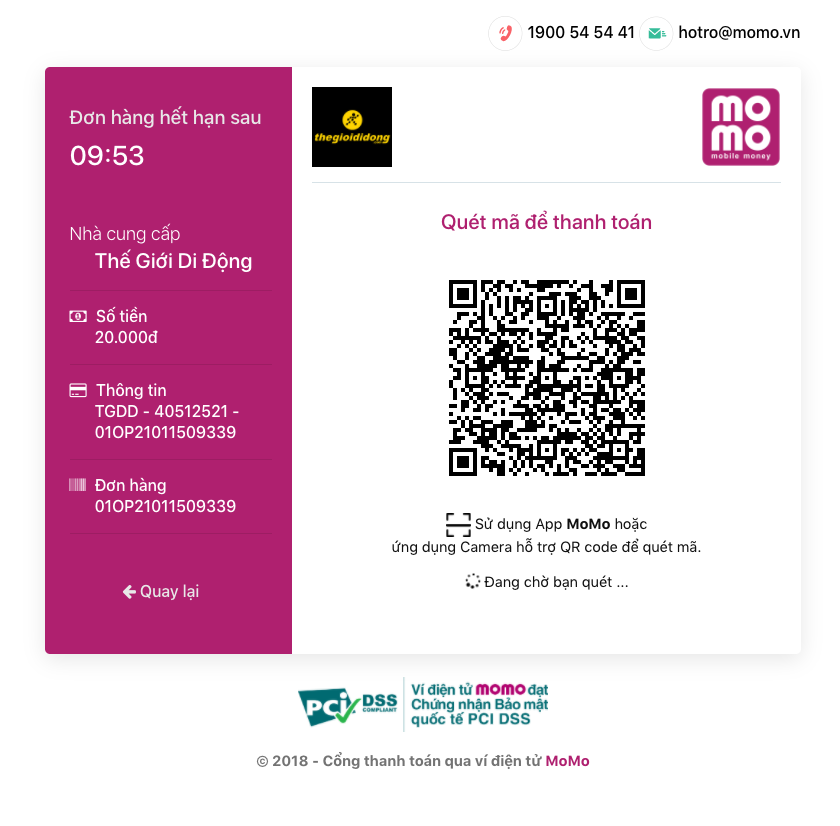 1900 54 54 41 hotro@momo.vn
Đơn hàng hết hạn sau
09:53
Nhà cung cấp
Thế Giới Di Động
Số tiền
20.000đ
Thông tin
TGDD - 40512521 -
01OP21011509339
Đơn hàng
01OP21011509339
Quay lại
thegioididong
.com
mo
mo
mobile money
Quét mã để thanh toán
Sử dụng App MoMo hoặc
ứng dụng Camera hỗ trợ QR code để quét mã.
Đang chờ bạn quét ...
PCI DSS
COMPLIANT
Ví điện tử momo đạt
Chứng nhận Bảo mật
quốc tế PCI DSS
© 2018 - Cổng thanh toán qua ví điện tử MoMo